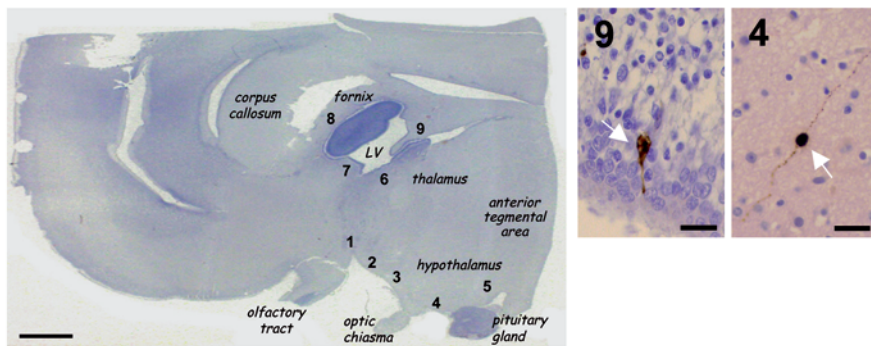 9
4
corpus
callosum
fornix
8
9
LV
7
6
thalamus
anterior
tegmental
area
1
2
3
hypothalamus
4
5
olfactory
tract
optic
chiasma
pituitary
gland